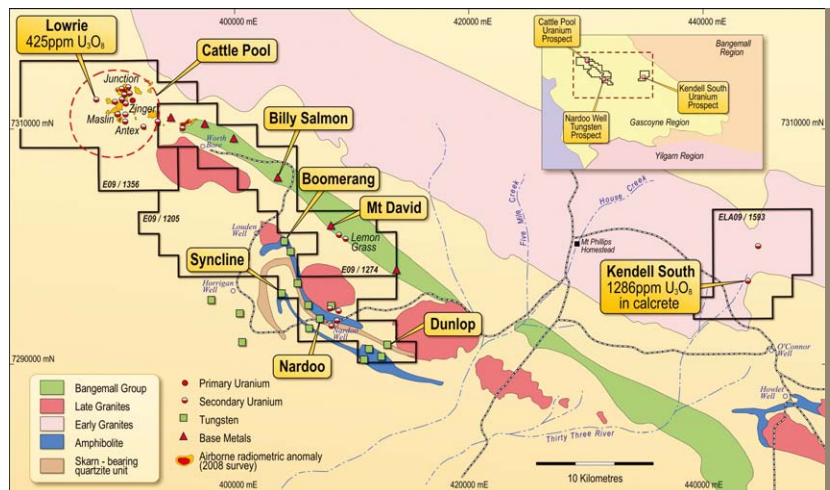 400000 mE
420000 mE
440000 mE
Lowrie
425ppm U₃O₈
Cattle Pool
Junction
Zinger
Maslin
Antex
7310000 mN
7310000 mN
Worth
Bore
Billy Salmon
Boomerang
E09 / 1356
E09 / 1205
Mt David
Lemon
Grass
Louden
Well
Syncline
E09 / 1274
Horrigan
Well
Nardoo
Well
Dunlop
Nardoo
7290000 mN
Five Mile Creek
House Creek
Mt Phillips
Homestead
ELA09 / 1593
Kendell South
1286ppm U₃O₈
in calcrete
O'Connor
Well
Howlet
Well
Thirty Three River
Cattle Pool
Uranium
Prospect
Bangemall
Region
Kendell South
Uranium
Prospect
Nardoo Well
Tungsten
Prospect
Gascoyne Region
Yilgarn Region
Bangemall Group
Late Granites
Early Granites
Amphibolite
Skarn - bearing
quartzite unit
Primary Uranium
Secondary Uranium
Tungsten
Base Metals
Airborne radiometric anomaly
(2008 survey)
10 Kilometres
400000 mE
420000 mE
440000 mE